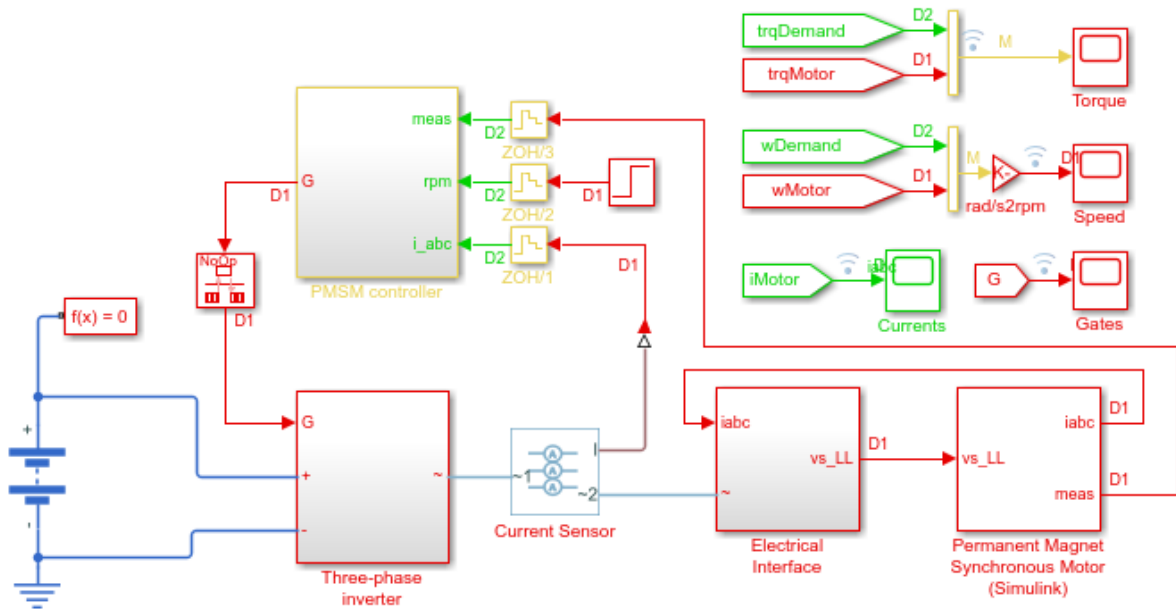 trqDemand
D2
M
trqMotor
D1
Torque
meas
D2
ZOH/3
wDemand
D2
M
K-
D1
wMotor
D1
rad/s2rpm
Speed
G
D1
rpm
D2
ZOH/2
D1
i_abc
D2
ZOH/1
D1
PMSM controller
NoOp
D1
iMotor
iabc
Currents
G
Gates
f(x) = 0
+
-
G
+
-
~
Three-phase
inverter
~1
I
~2
A
A
A
Current Sensor
iabc
vs_LL
~
D1
Electrical
Interface
vs_LL
iabc
D1
meas
D1
Permanent Magnet
Synchronous Motor
(Simulink)